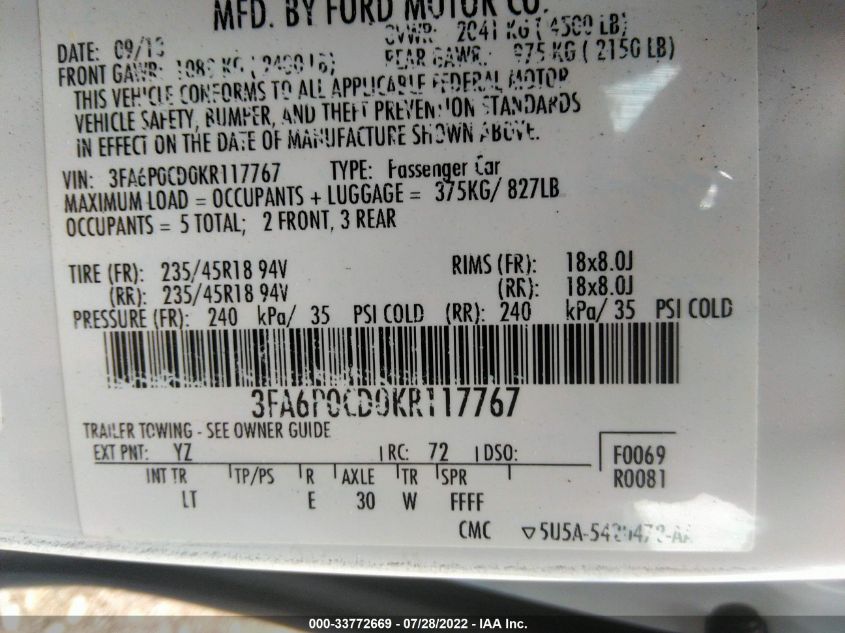 MFD. BY FORD MOTOR CO.
DATE: 09/18 GVWR: 2041 KG ( 4500 LB)
FRONT GAWR: 1089 KG ( 2400 LB) REAR GAWR: 975 KG ( 2150 LB)
THIS VEHICLE CONFORMS TO ALL APPLICABLE FEDERAL MOTOR
VEHICLE SAFETY, BUMPER, AND THEFT PREVENTION STANDARDS
IN EFFECT ON THE DATE OF MANUFACTURE SHOWN ABOVE.
VIN: 3FA6P0CD0KR117767 TYPE: Passenger Car
MAXIMUM LOAD = OCCUPANTS + LUGGAGE = 375KG/ 827LB
OCCUPANTS = 5 TOTAL; 2 FRONT, 3 REAR
TIRE (FR): 235/45R18 94V RIMS (FR): 18x8.0J
(RR): 235/45R18 94V (RR): 18x8.0J
PRESSURE (FR): 240 kPa/ 35 PSI COLD (RR): 240 kPa/ 35 PSI COLD
3FA6P0CD0KR117767
TRAILER TOWING - SEE OWNER GUIDE
EXT PNT: YZ RC: 72 DSO: F0069
INT TR TP/PS R AXLE TR SPR R0081
LT E 30 W FFFF
CMC
000-33772669 / 07/28/2022 - IAA Inc.